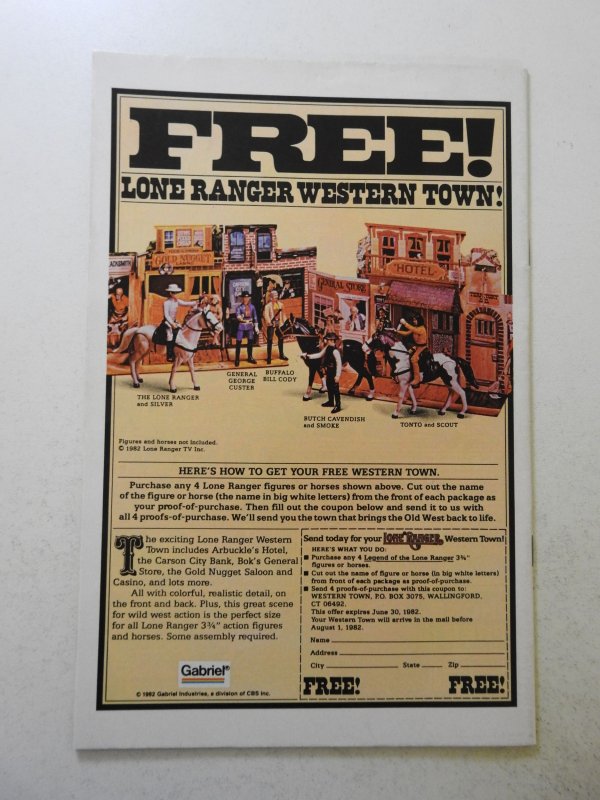 FREE!
LONE RANGER WESTERN TOWN!
GOLD NUGGET
HOTEL
GENERAL STORE
THE LONE RANGER
and SILVER
GENERAL
GEORGE
CUSTER
BUFFALO
BILL CODY
BUTCH CAVENDISH
and SMOKE
TONTO and SCOUT
Figures and horses not included.
© 1982 Lone Ranger TV Inc.
HERE'S HOW TO GET YOUR FREE WESTERN TOWN.
Purchase any 4 Lone Ranger figures or horses shown above. Cut out the name
of the figure or horse (the name in big white letters) from the front of each package as
your proof-of-purchase. Then fill out the coupon below and send it to us with
all 4 proofs-of-purchase. We'll send you the town that brings the Old West back to life.
The exciting Lone Ranger Western
Town includes Arbuckle's Hotel,
the Carson City Bank, Bok's General
Store, the Gold Nugget Saloon and
Casino, and lots more.
All with colorful, realistic detail, on
the front and back. Plus, this great scene
for wild west action is the perfect size
for all Lone Ranger 3¾" action figures
and horses. Some assembly required.
Gabriel®
© 1982 Gabriel Industries, a division of CBS Inc.
Send today for your LONE RANGER Western Town!
HERE'S WHAT YOU DO:
■ Purchase any 4 Legend of the Lone Ranger 3¾"
figures or horses.
■ Cut out the name of figure or horse (in big white letters)
from front of each package as proof-of-purchase.
■ Send 4 proofs-of-purchase with this coupon to:
WESTERN TOWN, P.O. BOX 3075, WALLINGFORD,
CT 06492.
This offer expires June 30, 1982.
Your Western Town will arrive in the mail before
August 1, 1982.
Name
Address
City State Zip
FREE! FREE!